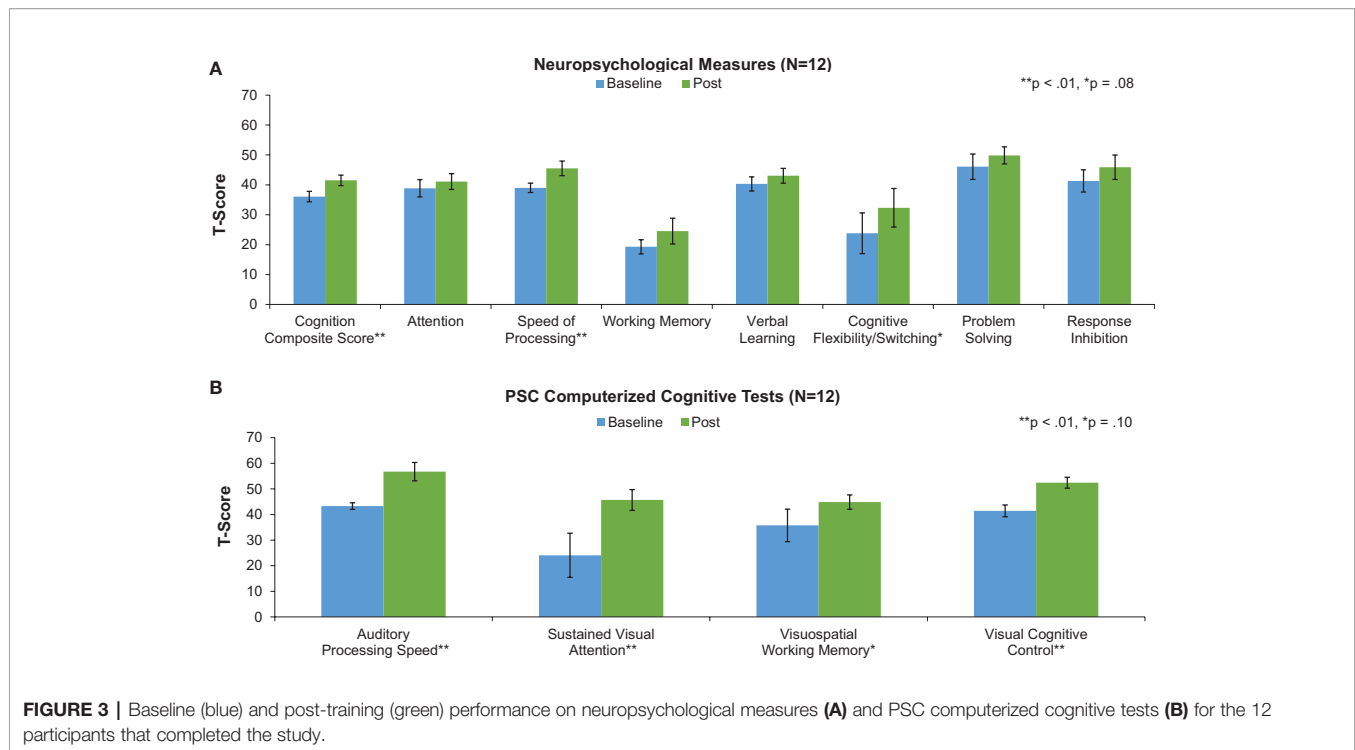 A
Neuropsychological Measures (N=12)
Baseline Post
**p < .01, *p = .08
70
60
50
40
30
20
10
0
T-Score
Cognition
Composite Score**
Attention
Speed of
Processing**
Working Memory
Verbal
Learning
Cognitive
Flexibility/Switching*
Problem
Solving
Response
Inhibition
B
PSC Computerized Cognitive Tests (N=12)
Baseline Post
**p < .01, *p = .10
70
60
50
40
30
20
10
0
T-Score
Auditory
Processing Speed**
Sustained Visual
Attention**
Visuospatial
Working Memory*
Visual Cognitive
Control**
FIGURE 3 | Baseline (blue) and post-training (green) performance on neuropsychological measures (A) and PSC computerized cognitive tests (B) for the 12
participants that completed the study.